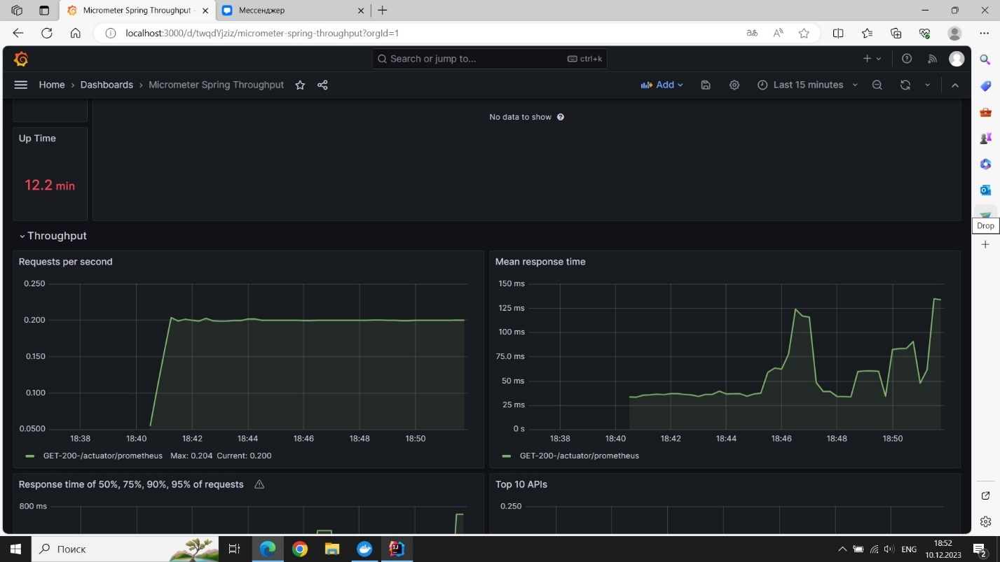 Micrometer Spring Throughput -
Мессенджер
localhost:3000/d/twqdYjziz/micrometer-spring-throughput?orgId=1
Search or jump to...
ctrl+k
Home › Dashboards › Micrometer Spring Throughput
Add
Last 15 minutes
No data to show
Up Time
12.2 min
Drop
Throughput
Requests per second
0.250
0.200
0.150
0.100
0.0500
18:38 18:40 18:42 18:44 18:46 18:48 18:50
GET-200-/actuator/prometheus Max: 0.204 Current: 0.200
Mean response time
150 ms
125 ms
100 ms
75.0 ms
50 ms
25 ms
0 s
18:38 18:40 18:42 18:44 18:46 18:48 18:50
GET-200-/actuator/prometheus
Response time of 50%, 75%, 90%, 95% of requests
800 ms
Top 10 APIs
0.250
Поиск
ENG
18:52
10.12.2023
2